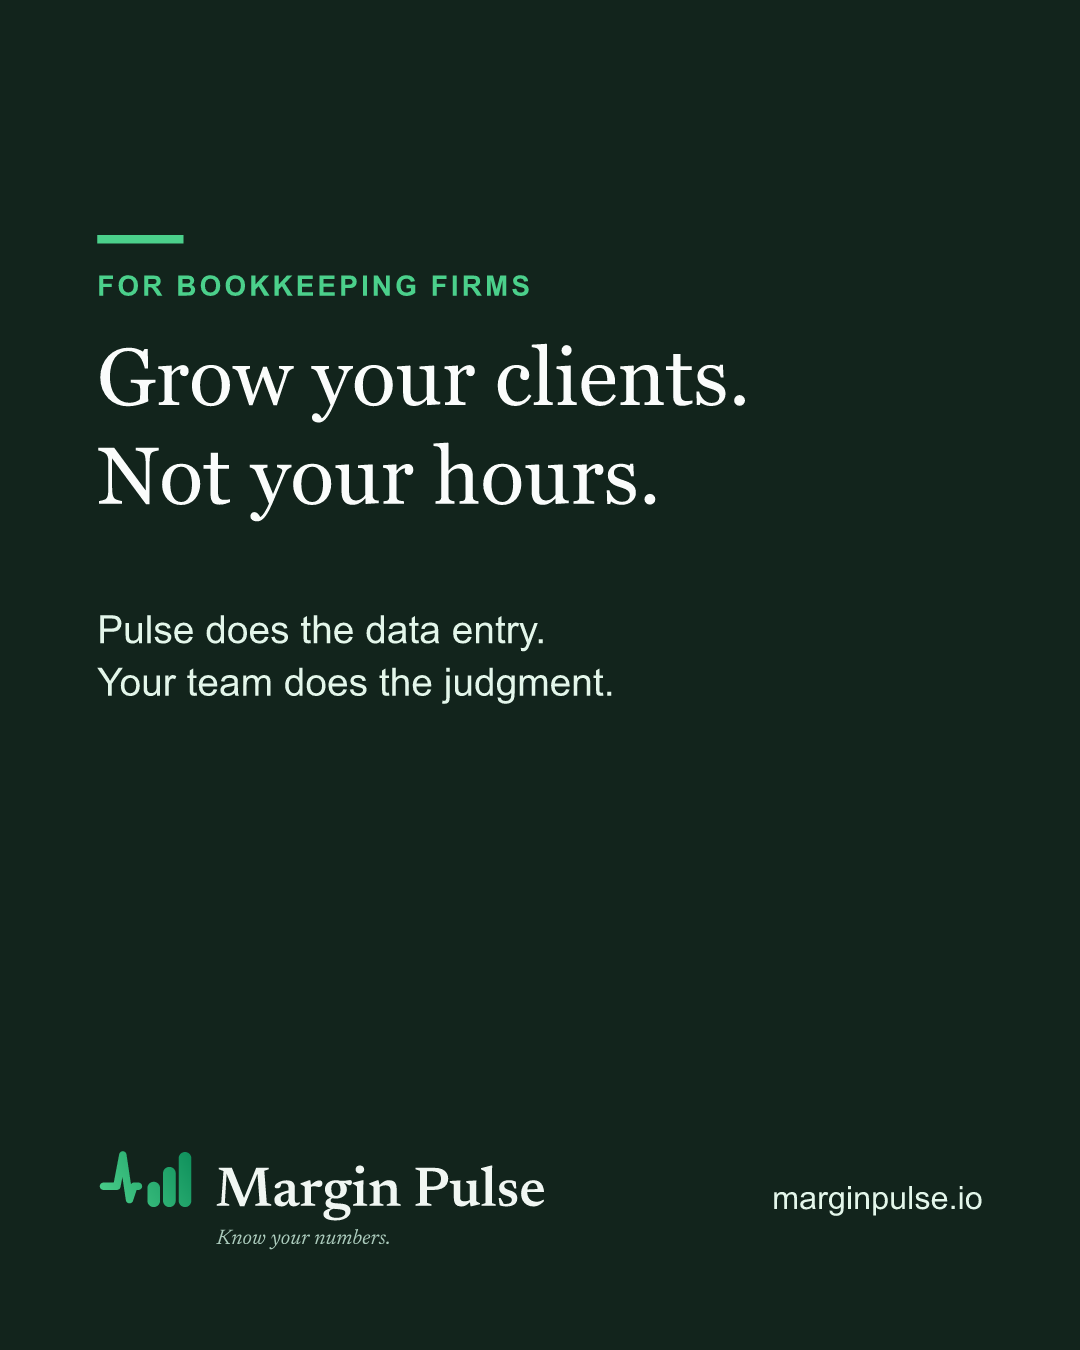 FOR BOOKKEEPING FIRMS
Grow your clients.
Not your hours.
Pulse does the data entry.
Your team does the judgment.
Margin Pulse
Know your numbers.
marginpulse.io